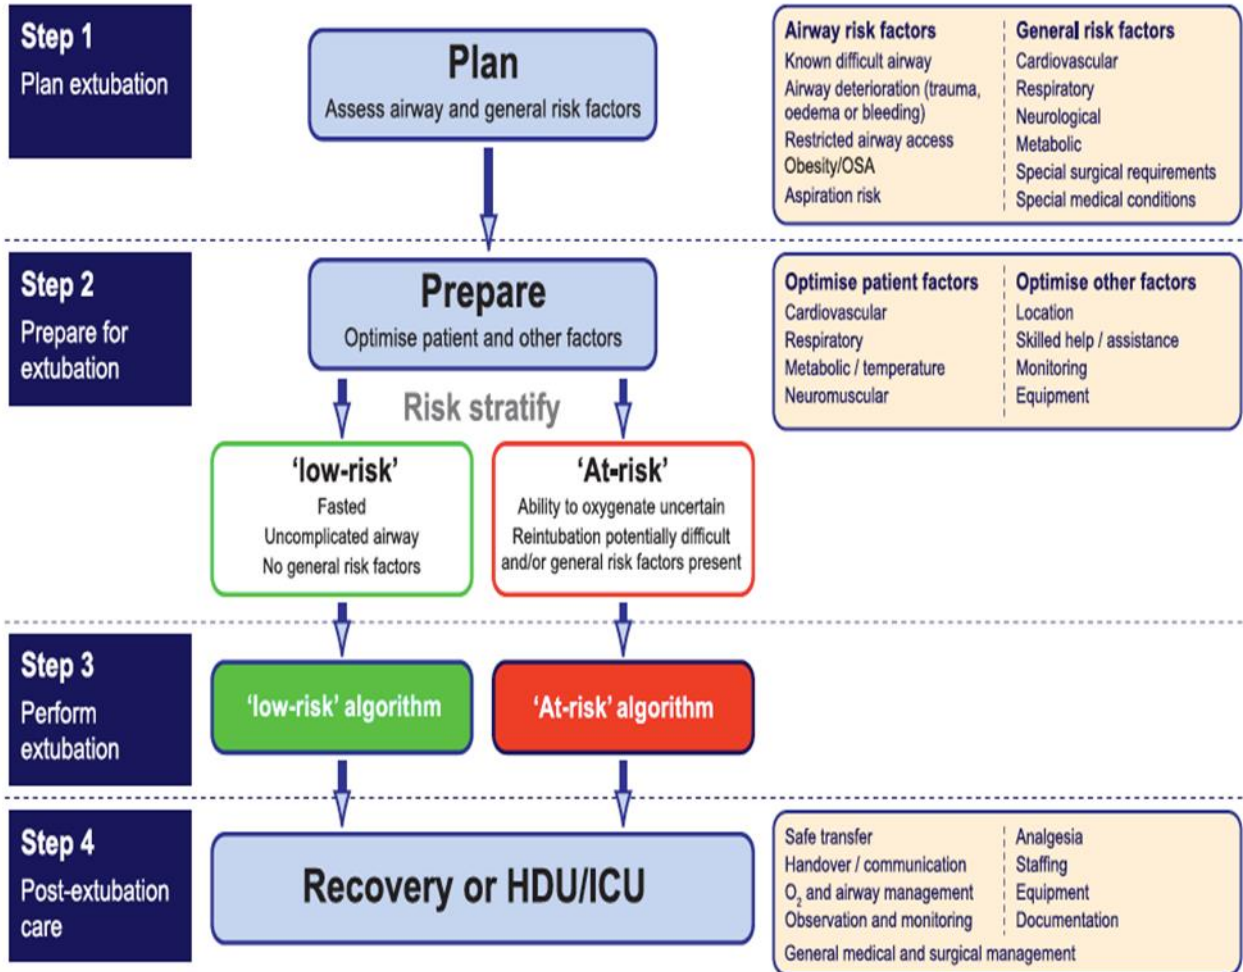 Step 1
Plan extubation
Plan
Assess airway and general risk factors
Airway risk factors
Known difficult airway
Airway deterioration (trauma,
oedema or bleeding)
Restricted airway access
Obesity/OSA
Aspiration risk
General risk factors
Cardiovascular
Respiratory
Neurological
Metabolic
Special surgical requirements
Special medical conditions
Step 2
Prepare for
extubation
Prepare
Optimise patient and other factors
Optimise patient factors
Cardiovascular
Respiratory
Metabolic / temperature
Neuromuscular
Optimise other factors
Location
Skilled help / assistance
Monitoring
Equipment
Risk stratify
‘low-risk’
Fasted
Uncomplicated airway
No general risk factors
‘At-risk’
Ability to oxygenate uncertain
Reintubation potentially difficult
and/or general risk factors present
Step 3
Perform
extubation
‘low-risk’ algorithm
‘At-risk’ algorithm
Step 4
Post-extubation
care
Recovery or HDU/ICU
Safe transfer
Handover / communication
O₂ and airway management
Observation and monitoring
Analgesia
Staffing
Equipment
Documentation
General medical and surgical management